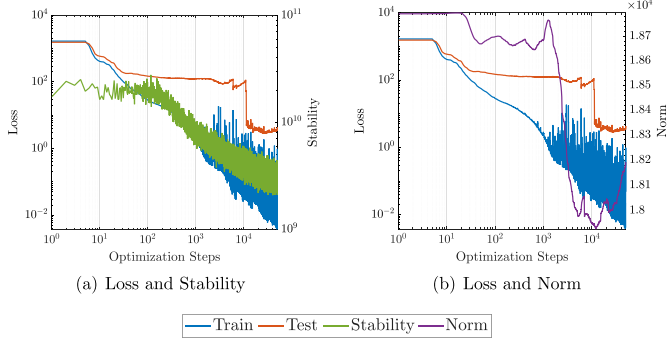 10^4
10^2
10^0
10^−2
Loss
10^11
10^10
10^9
Stability
10^0 10^1 10^2 10^3 10^4
Optimization Steps
(a) Loss and Stability
10^4
10^2
10^0
10^−2
Loss
×10^4
1.87
1.86
1.85
1.84
1.83
1.82
1.81
1.8
Norm
10^0 10^1 10^2 10^3 10^4
Optimization Steps
(b) Loss and Norm
Train Test Stability Norm